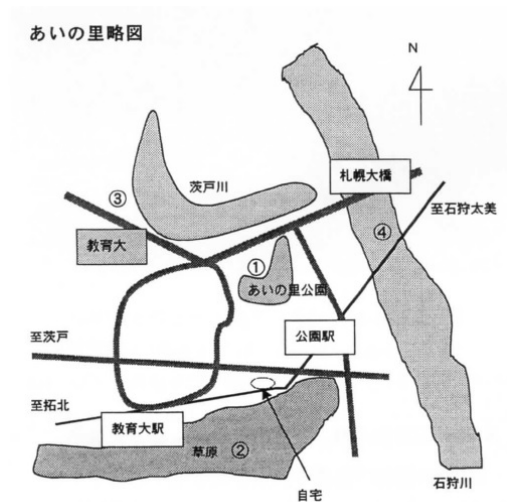 あいの里略図
N
茨戸川
札幌大橋
③
至石狩太美
教育大
④
①
あいの里公園
至茨戸
公園駅
至拓北
教育大駅
草原 ②
石狩川
自宅